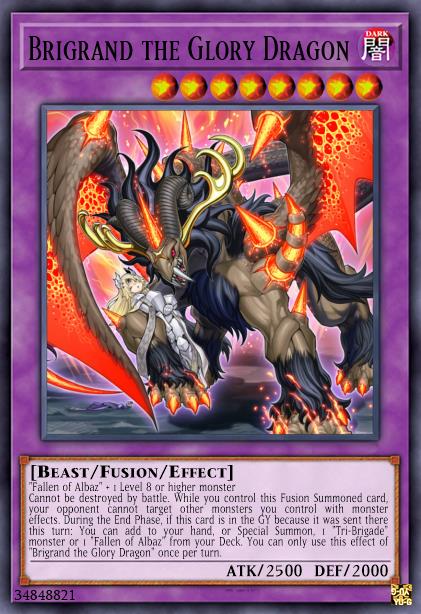 BRIGRAND THE GLORY DRAGON
DARK
闇
[BEAST/FUSION/EFFECT]
"Fallen of Albaz" + 1 Level 8 or higher monster
Cannot be destroyed by battle. While you control this Fusion Summoned card,
your opponent cannot target other monsters you control with monster
effects. During the End Phase, if this card is in the GY because it was sent there
this turn: You can add to your hand, or Special Summon, 1 "Tri-Brigade"
monster or 1 "Fallen of Albaz" from your Deck. You can only use this effect of
"Brigrand the Glory Dragon" once per turn.
ATK/2500 DEF/2000
34848821